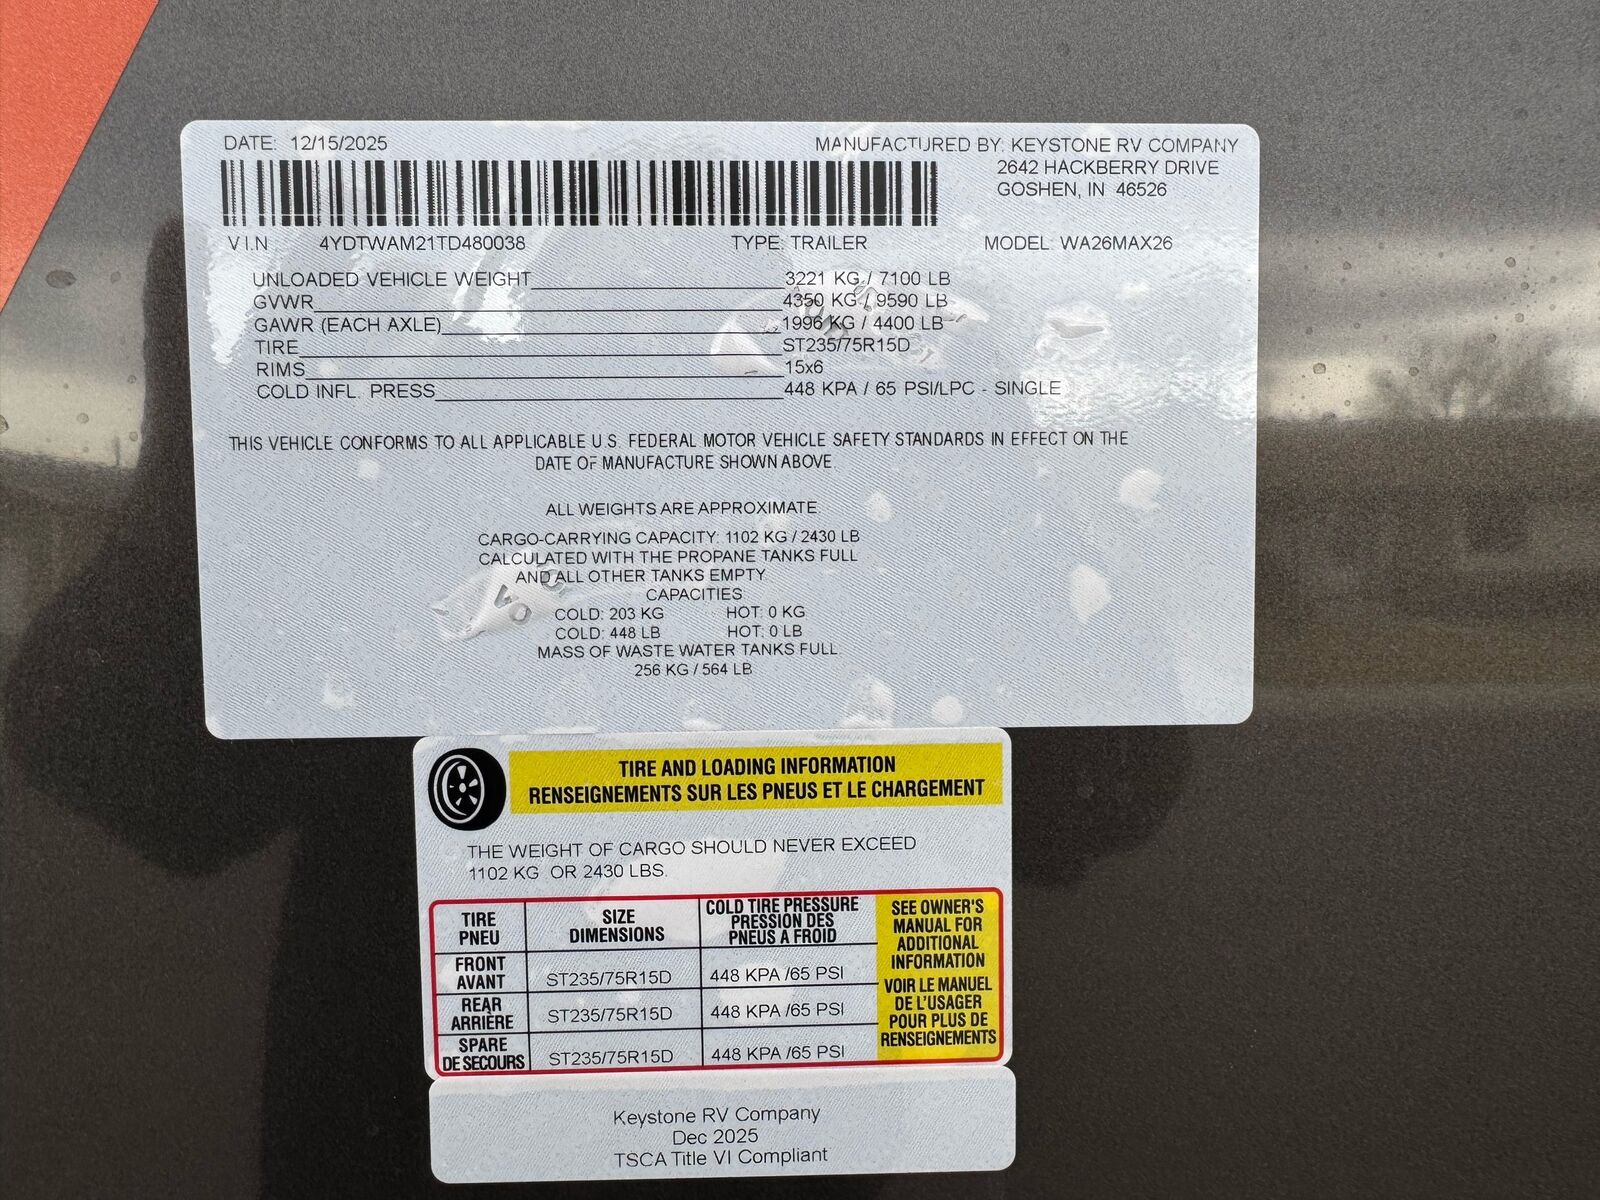 DATE: 12/15/2025
MANUFACTURED BY: KEYSTONE RV COMPANY
2642 HACKBERRY DRIVE
GOSHEN, IN 46526
V I.N : 4YDTWAM21TD480038 TYPE: TRAILER MODEL: WA26MAX26
UNLOADED VEHICLE WEIGHT 3221 KG / 7100 LB
GVWR 4350 KG / 9590 LB
GAWR (EACH AXLE) 1996 KG / 4400 LB
TIRE ST235/75R15D
RIMS 15x6
COLD INFL. PRESS 448 KPA / 65 PSI/LPC - SINGLE
THIS VEHICLE CONFORMS TO ALL APPLICABLE U.S. FEDERAL MOTOR VEHICLE SAFETY STANDARDS IN EFFECT ON THE
DATE OF MANUFACTURE SHOWN ABOVE.
ALL WEIGHTS ARE APPROXIMATE.
CARGO-CARRYING CAPACITY: 1102 KG / 2430 LB
CALCULATED WITH THE PROPANE TANKS FULL
AND ALL OTHER TANKS EMPTY.
CAPACITIES
COLD: 203 KG HOT: 0 KG
COLD: 448 LB HOT: 0 LB
MASS OF WASTE WATER TANKS FULL:
256 KG / 564 LB
TIRE AND LOADING INFORMATION
RENSEIGNEMENTS SUR LES PNEUS ET LE CHARGEMENT
THE WEIGHT OF CARGO SHOULD NEVER EXCEED
1102 KG OR 2430 LBS.
TIRE
PNEU
SIZE
DIMENSIONS
COLD TIRE PRESSURE
PRESSION DES
PNEUS A FROID
SEE OWNER'S
MANUAL FOR
ADDITIONAL
INFORMATION
VOIR LE MANUEL
DE L'USAGER
POUR PLUS DE
RENSEIGNEMENTS
FRONT
AVANT
ST235/75R15D 448 KPA /65 PSI
REAR
ARRIÈRE
ST235/75R15D 448 KPA /65 PSI
SPARE
DE SECOURS
ST235/75R15D 448 KPA /65 PSI
Keystone RV Company
Dec 2025
TSCA Title VI Compliant